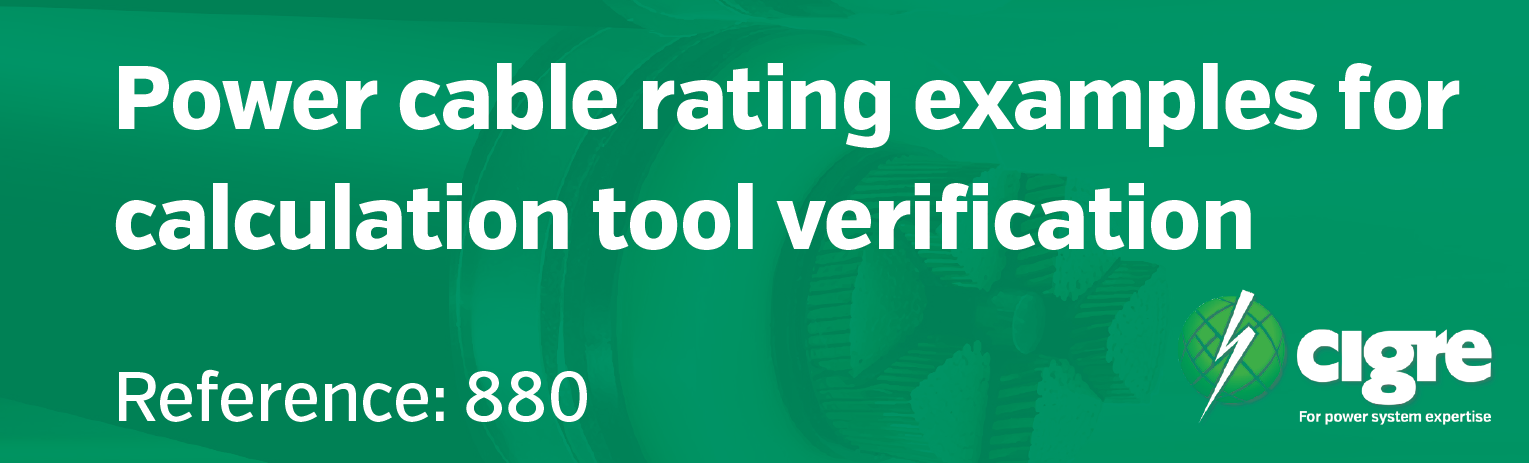 Power cable rating examples for
calculation tool verification
Reference: 880
cigre
For power system expertise